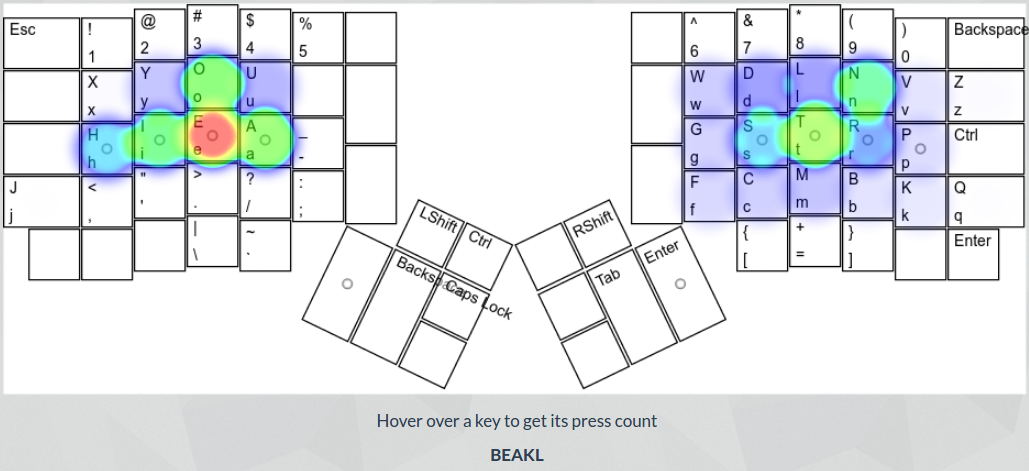 Esc ! @ # $ % ^ & * ( ) Backspace
1 2 3 4 5 6 7 8 9 0
X Y O U W D L N V Z
x y o u w d l n v z
H I E A _ G S T R P Ctrl
h i e a - g s t r p
J < " > ? : F C M B K Q
j , ' . / ; f c m b k q
| ~ { + } Enter
\ ` [ = ]
LShift Ctrl RShift
Caps Lock Tab Enter
Hover over a key to get its press count
BEAKL